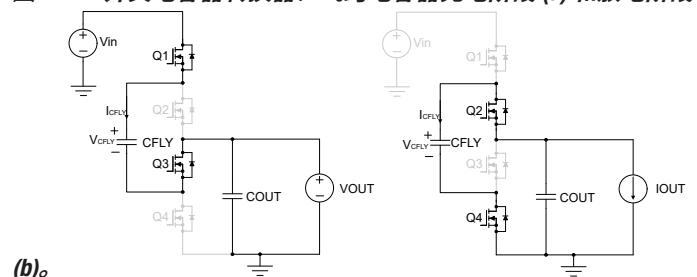 Vin
Q1
ICFLY
Q2
+
VCFLY
CFLY
−
Q3
COUT
+
−
VOUT
Q4
Vin
Q1
ICFLY
Q2
+
VCFLY
CFLY
−
Q3
COUT
IOUT
Q4
(b)。